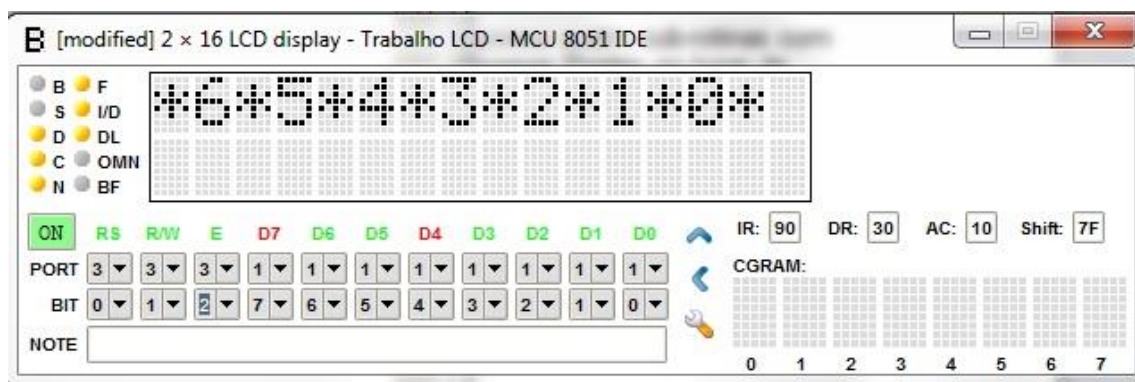 B [modified] 2 × 16 LCD display - Trabalho LCD - MCU 8051 IDE
B F
S I/D
D DL
C OMN
N BF
*6*5*4*3*2*1*0*
ON RS R/W E D7 D6 D5 D4 D3 D2 D1 D0
IR: 90 DR: 30 AC: 10 Shift: 7F
PORT 3 3 3 1 1 1 1 1 1 1 1
BIT 0 1 2 7 6 5 4 3 2 1 0
CGRAM:
NOTE
0 1 2 3 4 5 6 7